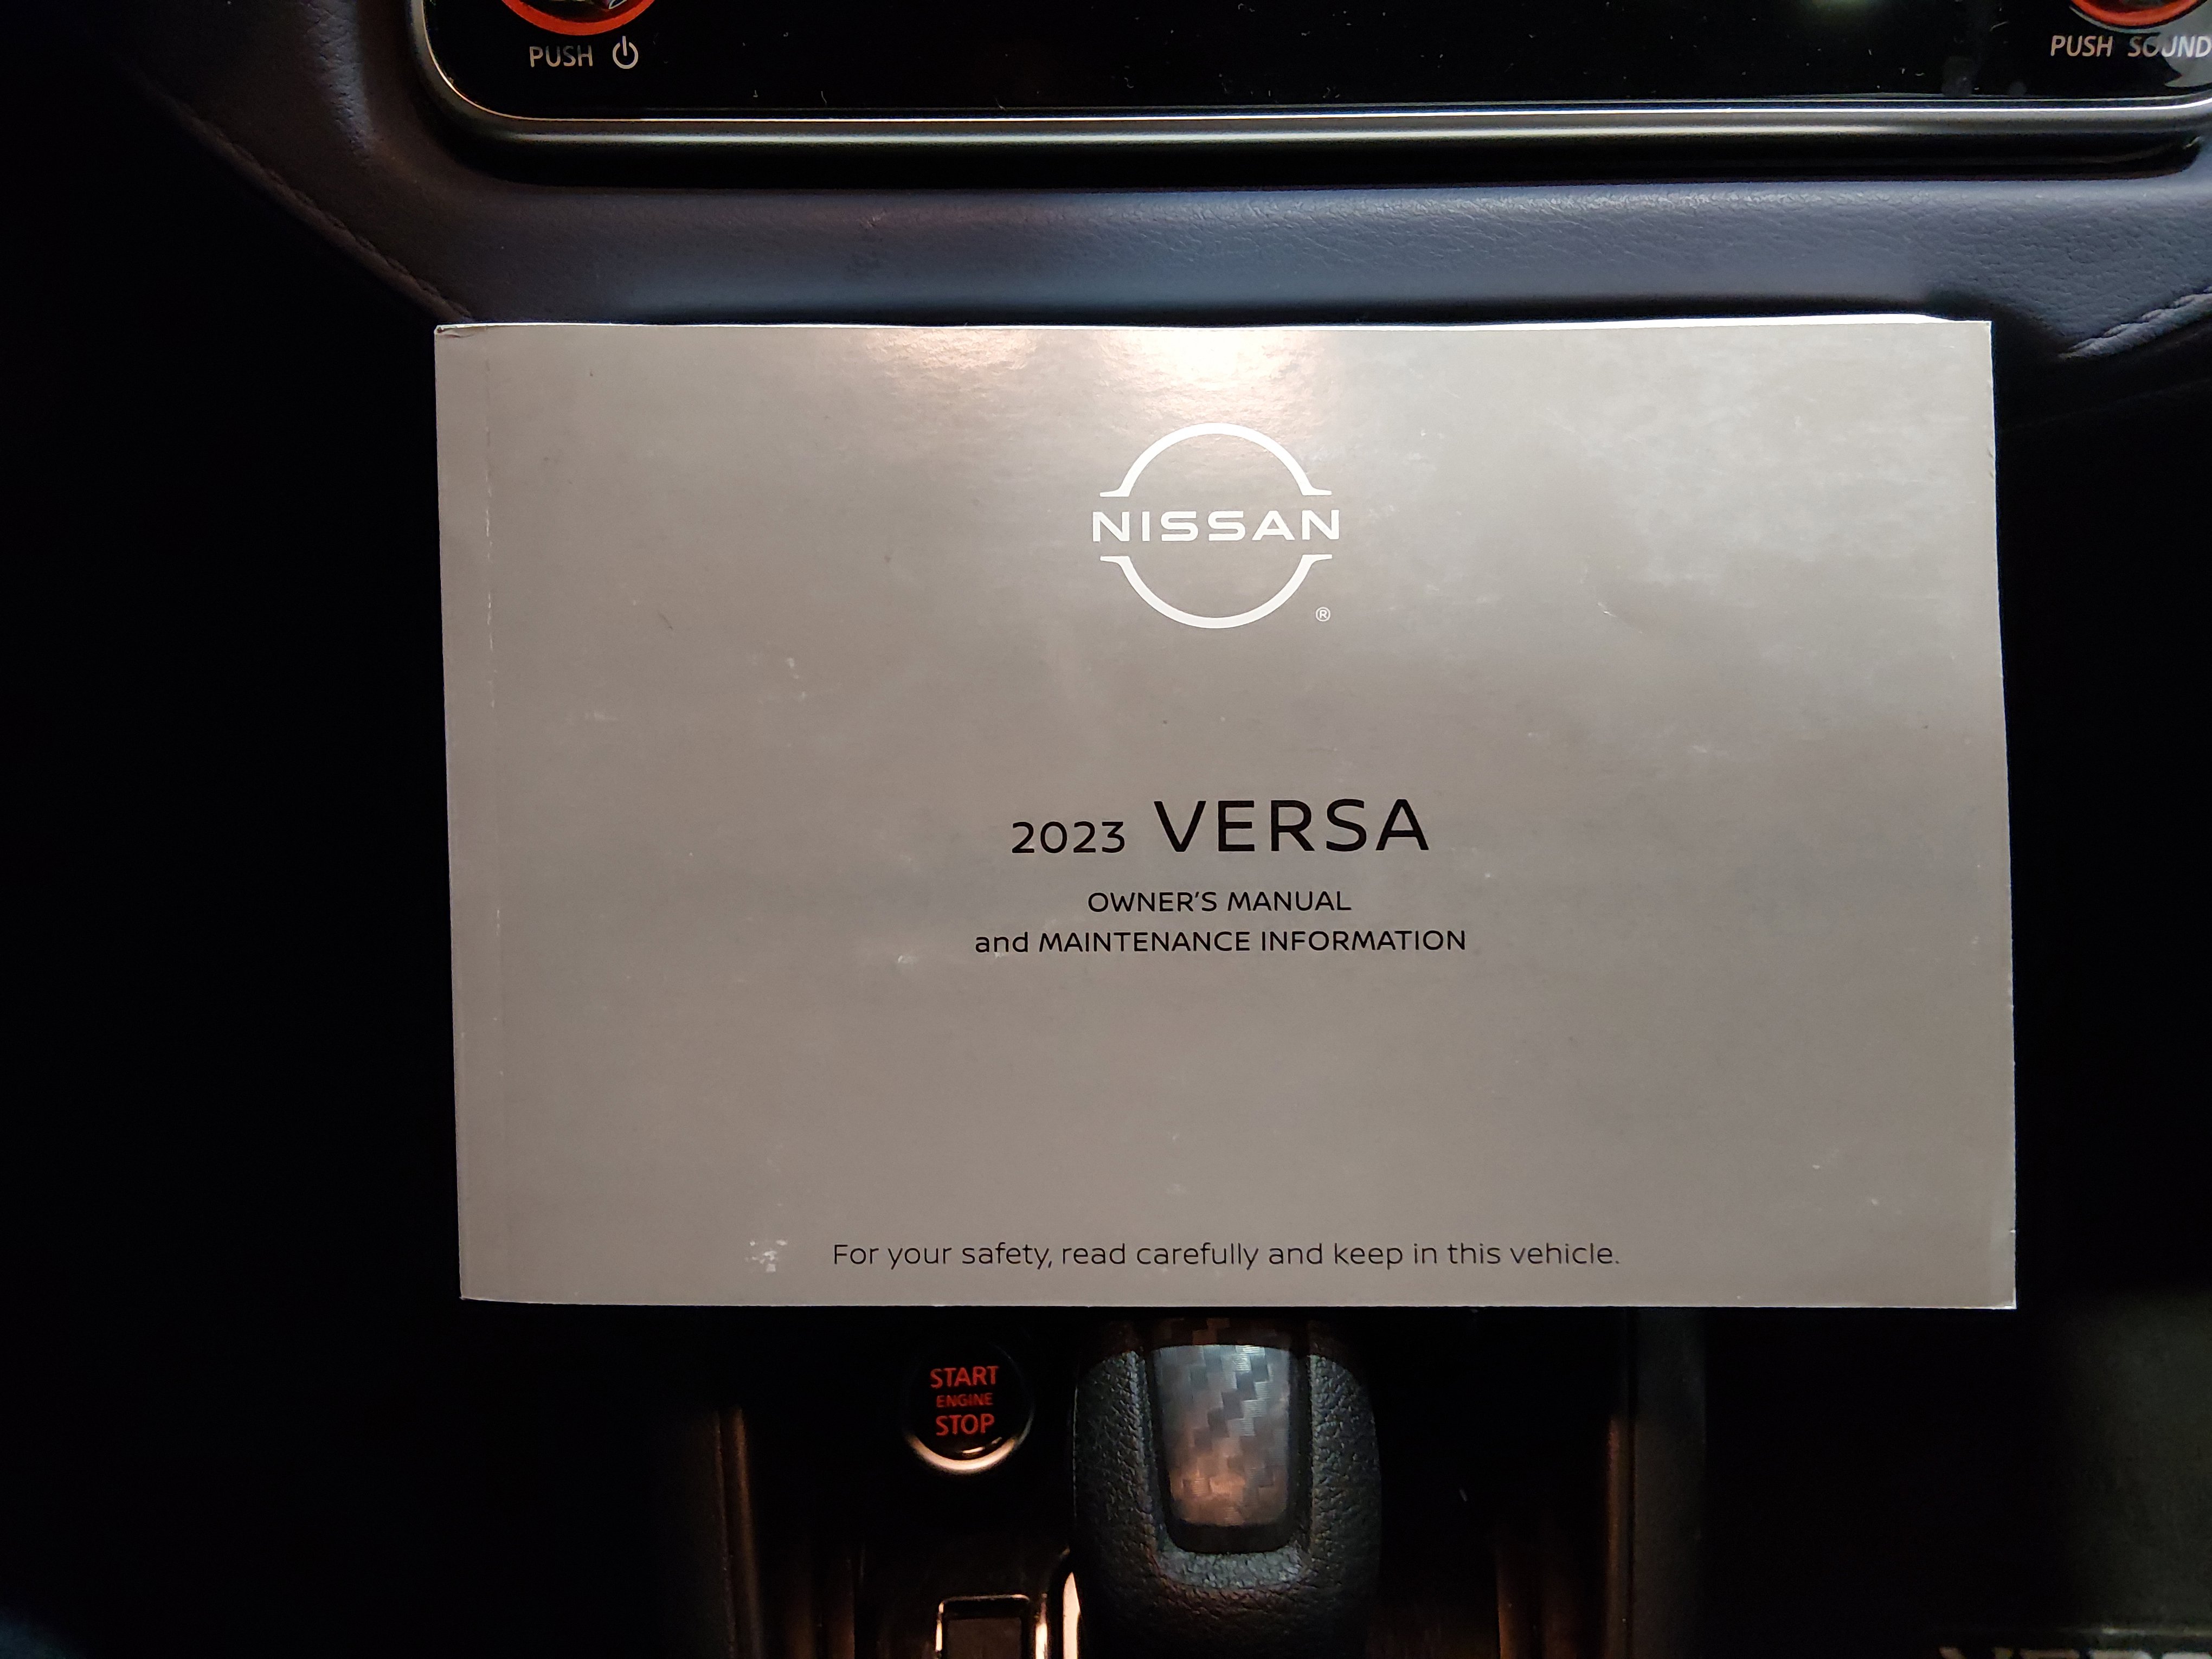 PUSH
PUSH SOUND
NISSAN
®
2023 VERSA
OWNER'S MANUAL
and MAINTENANCE INFORMATION
For your safety, read carefully and keep in this vehicle.
START
ENGINE
STOP